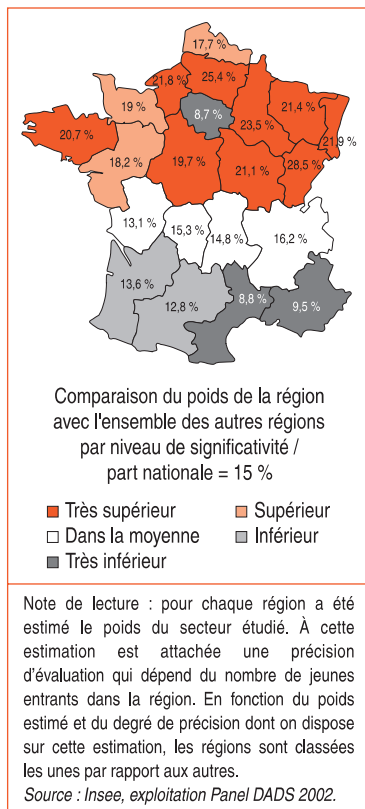 17,7 %
21,8 %
25,4 %
19 %
8,7 %
21,4 %
23,5 %
21,9 %
20,7 %
18,2 %
19,7 %
21,1 %
28,5 %
13,1 %
15,3 %
14,8 %
16,2 %
13,6 %
12,8 %
8,8 %
9,5 %
Comparaison du poids de la région
avec l'ensemble des autres régions
par niveau de significativité /
part nationale = 15 %
Très supérieur
Supérieur
Dans la moyenne
Inférieur
Très inférieur
Note de lecture : pour chaque région a été
estimé le poids du secteur étudié. À cette
estimation est attachée une précision
d'évaluation qui dépend du nombre de jeunes
entrants dans la région. En fonction du poids
estimé et du degré de précision dont on dispose
sur cette estimation, les régions sont classées
les unes par rapport aux autres.
Source : Insee, exploitation Panel DADS 2002.